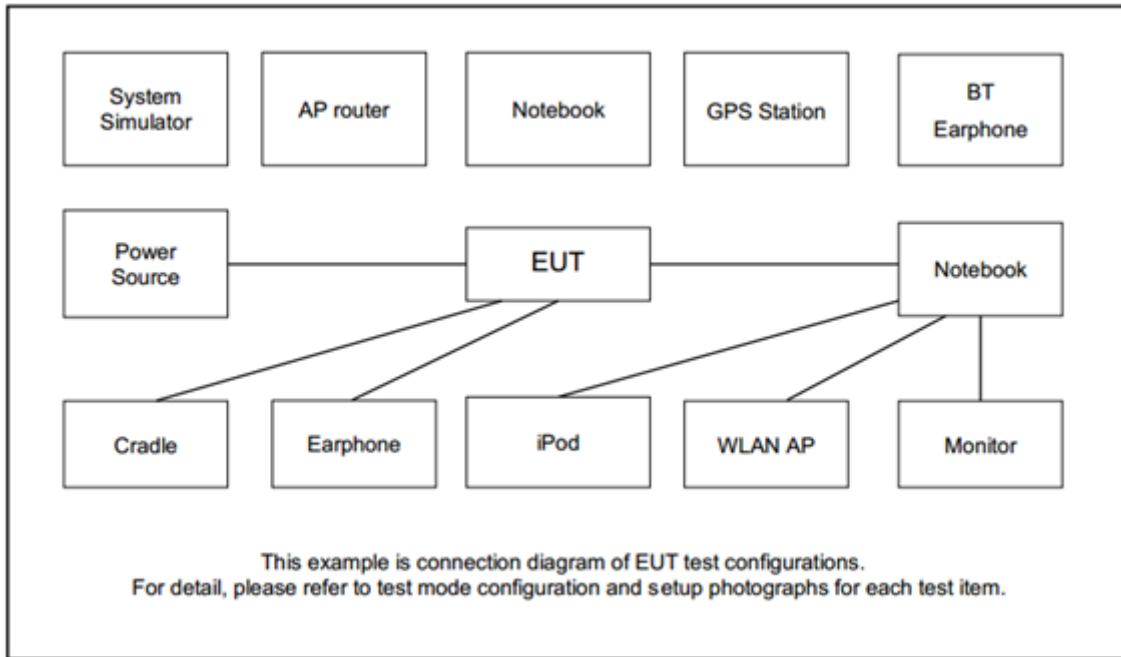 System
Simulator
AP router
Notebook
GPS Station
BT
Earphone
Power
Source
EUT
Notebook
Cradle
Earphone
iPod
WLAN AP
Monitor
This example is connection diagram of EUT test configurations.
For detail, please refer to test mode configuration and setup photographs for each test item.